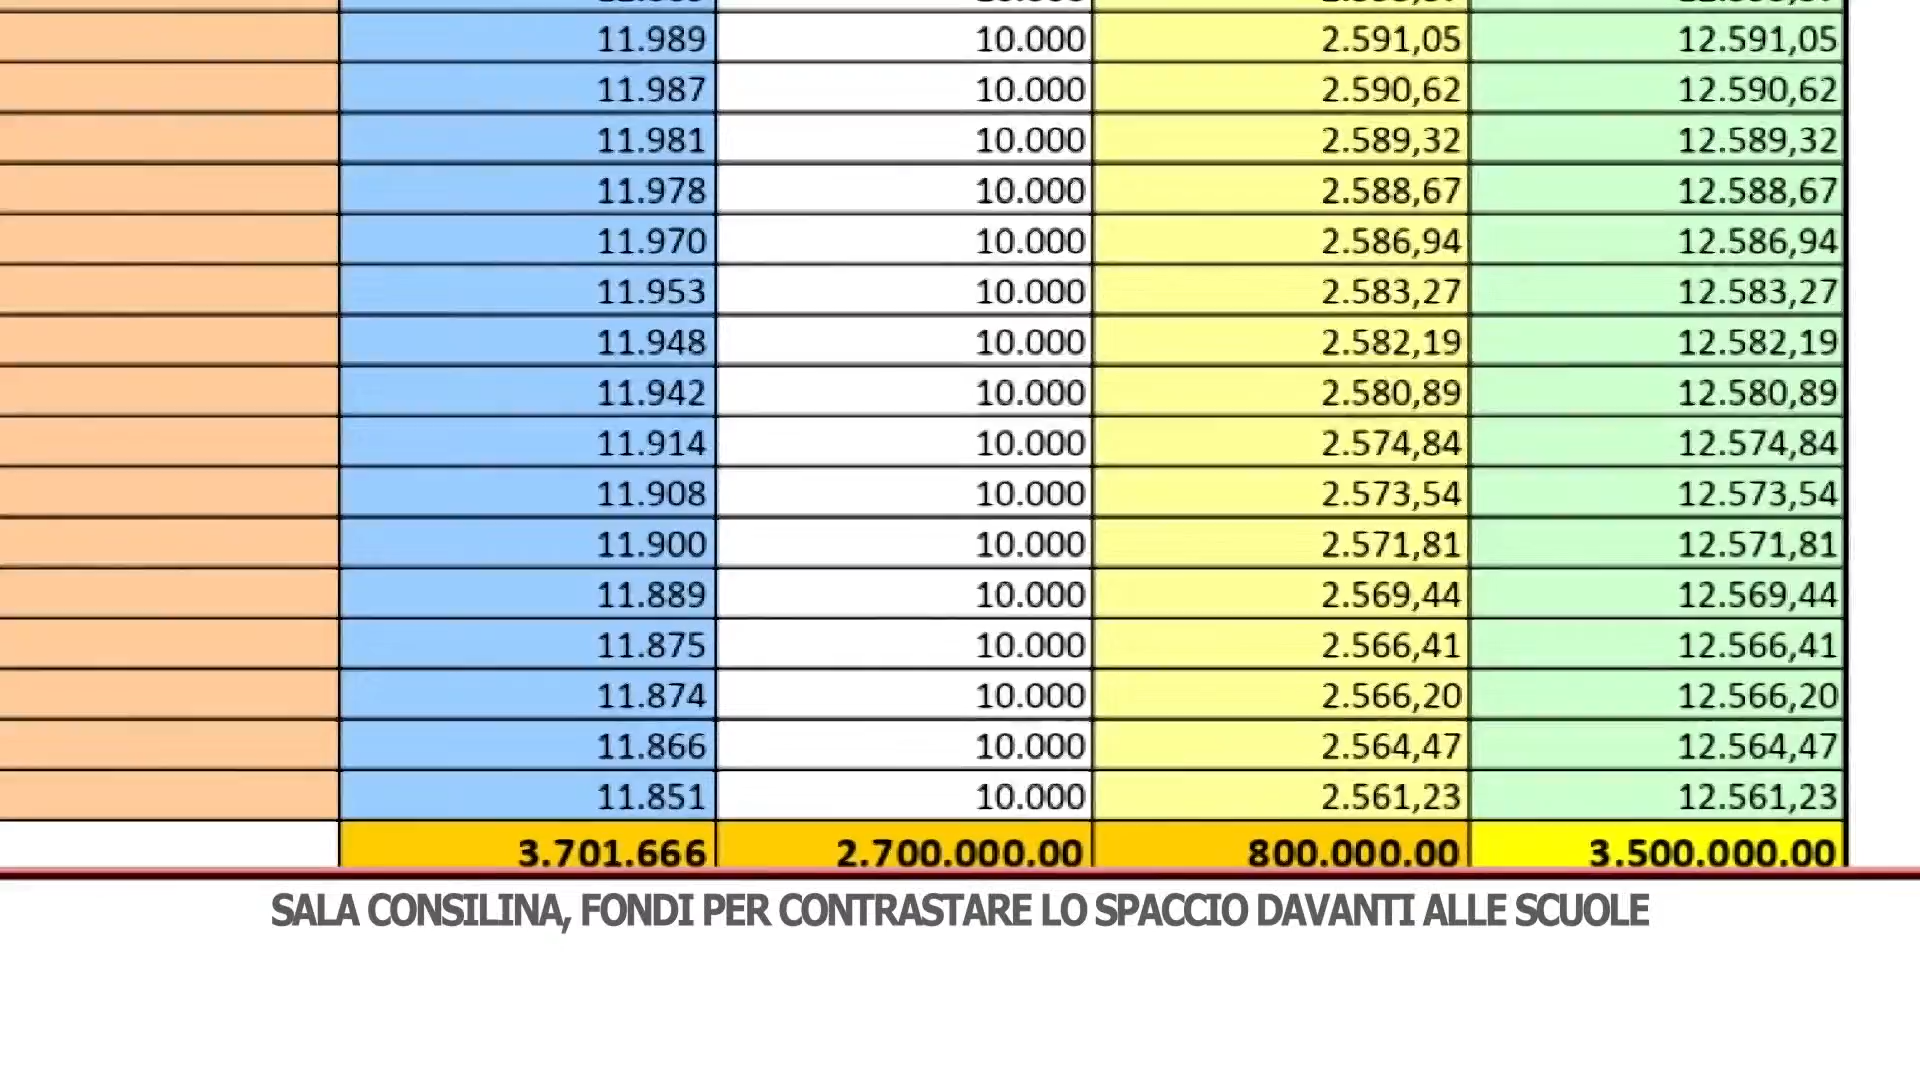 11.989 10.000 2.591,05 12.591,05
11.987 10.000 2.590,62 12.590,62
11.981 10.000 2.589,32 12.589,32
11.978 10.000 2.588,67 12.588,67
11.970 10.000 2.586,94 12.586,94
11.953 10.000 2.583,27 12.583,27
11.948 10.000 2.582,19 12.582,19
11.942 10.000 2.580,89 12.580,89
11.914 10.000 2.574,84 12.574,84
11.908 10.000 2.573,54 12.573,54
11.900 10.000 2.571,81 12.571,81
11.889 10.000 2.569,44 12.569,44
11.875 10.000 2.566,41 12.566,41
11.874 10.000 2.566,20 12.566,20
11.866 10.000 2.564,47 12.564,47
11.851 10.000 2.561,23 12.561,23
3.701.666 2.700.000,00 800.000,00 3.500.000,00
SALA CONSILINA, FONDI PER CONTRASTARE LO SPACCIO DAVANTI ALLE SCUOLE